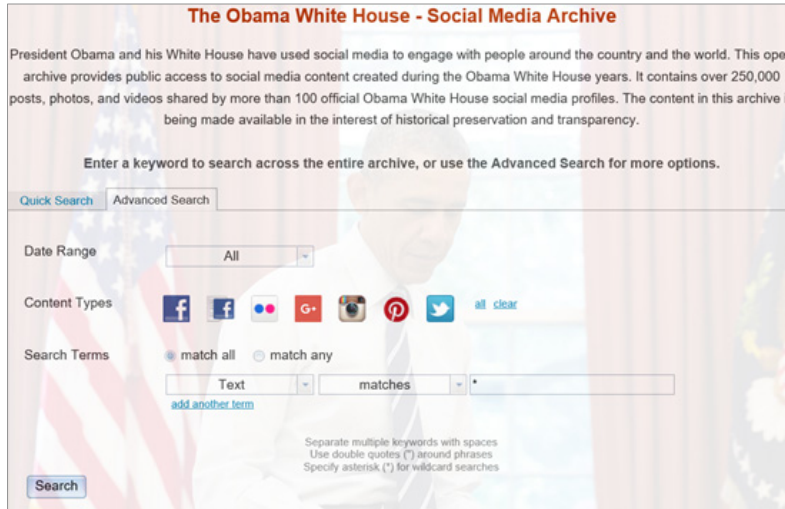 The Obama White House - Social Media Archive
President Obama and his White House have used social media to engage with people around the country and the world. This ope
archive provides public access to social media content created during the Obama White House years. It contains over 250,000
posts, photos, and videos shared by more than 100 official Obama White House social media profiles. The content in this archive i
being made available in the interest of historical preservation and transparency.
Enter a keyword to search across the entire archive, or use the Advanced Search for more options.
Quick Search Advanced Search
Date Range All
Content Types f f G+ all clear
Search Terms match all match any
Text matches *
add another term
Separate multiple keywords with spaces
Use double quotes (") around phrases
Specify asterisk (*) for wildcard searches
Search